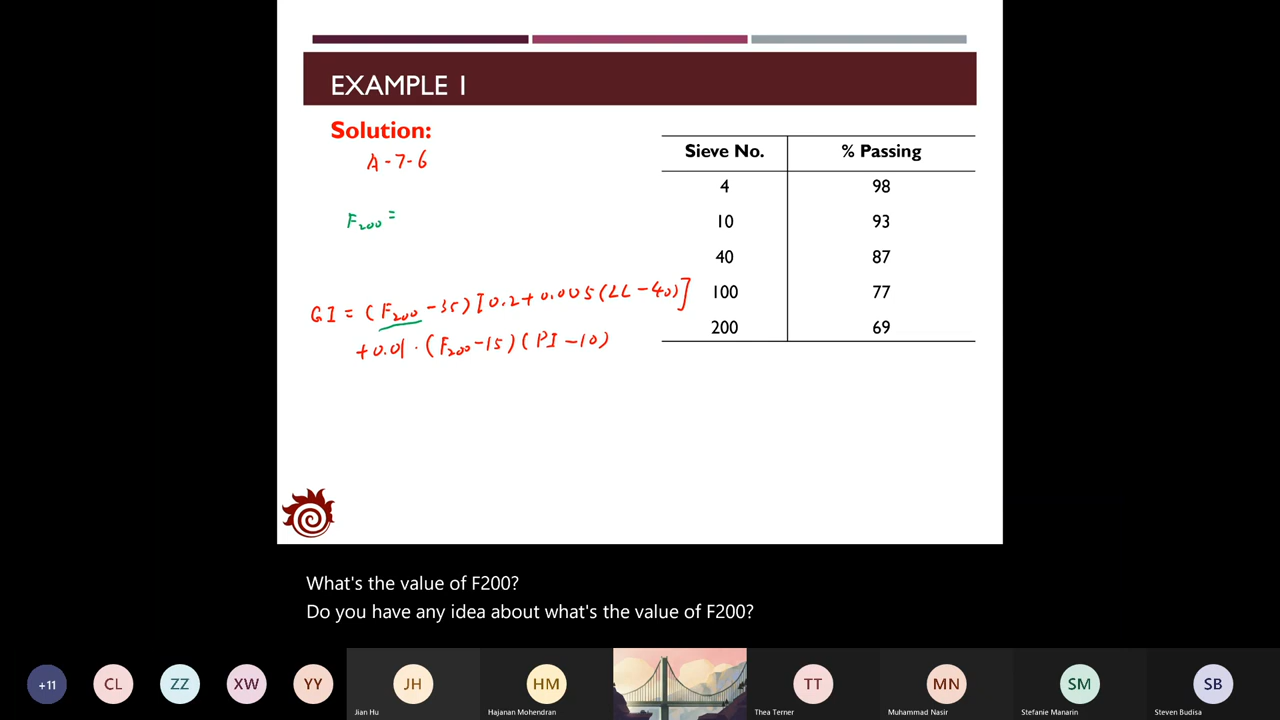 EXAMPLE 1
Solution:
A-7-6
F200 =
GI = (F200 - 35)[0.2 + 0.005(LL - 40)]
+ 0.01 · (F200 - 15)(PI - 10)
Sieve No. % Passing
4 98
10 93
40 87
100 77
200 69
What's the value of F200?
Do you have any idea about what's the value of F200?
+11 CL ZZ XW YY JH HM TT MN SM SB
Jian Hu Hajanan Mohendran Thea Terner Muhammad Nasir Stefanie Manarin Steven Budisa